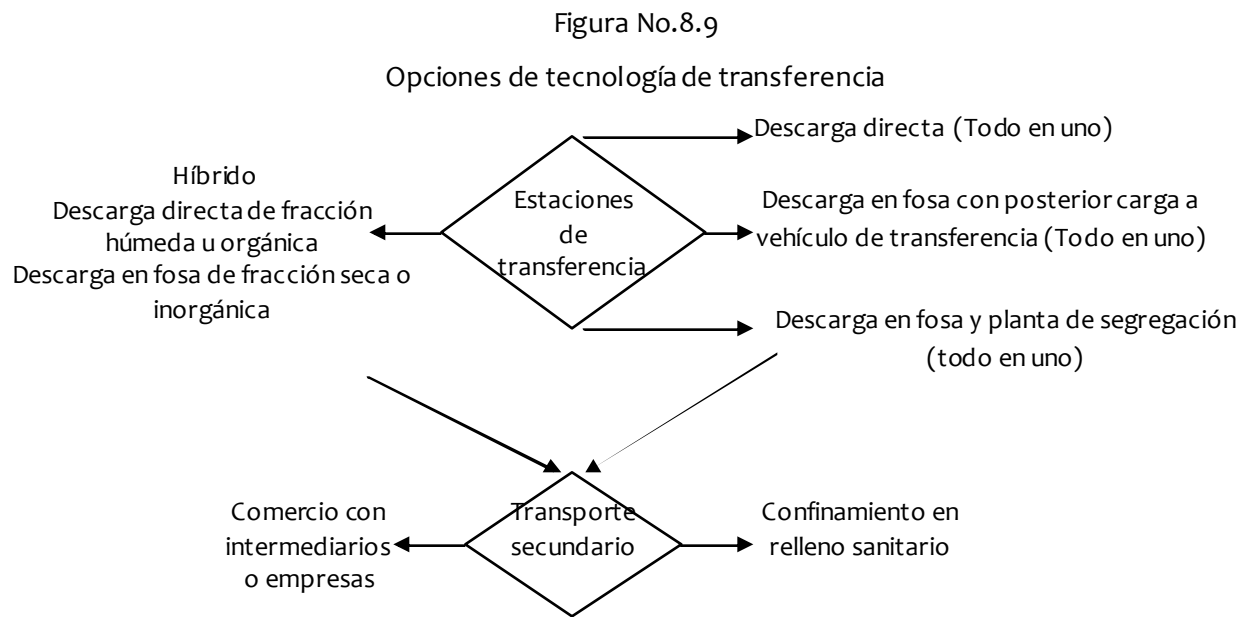 Figura No.8.9
Opciones de tecnología de transferencia
Descarga directa (Todo en uno)
Híbrido
Descarga directa de fracción
húmeda u orgánica
Descarga en fosa de fracción seca o
inorgánica
Estaciones
de
transferencia
Descarga en fosa con posterior carga a
vehículo de transferencia (Todo en uno)
Descarga en fosa y planta de segregación
(todo en uno)
Comercio con
intermediarios
o empresas
Transporte
secundario
Confinamiento en
relleno sanitario